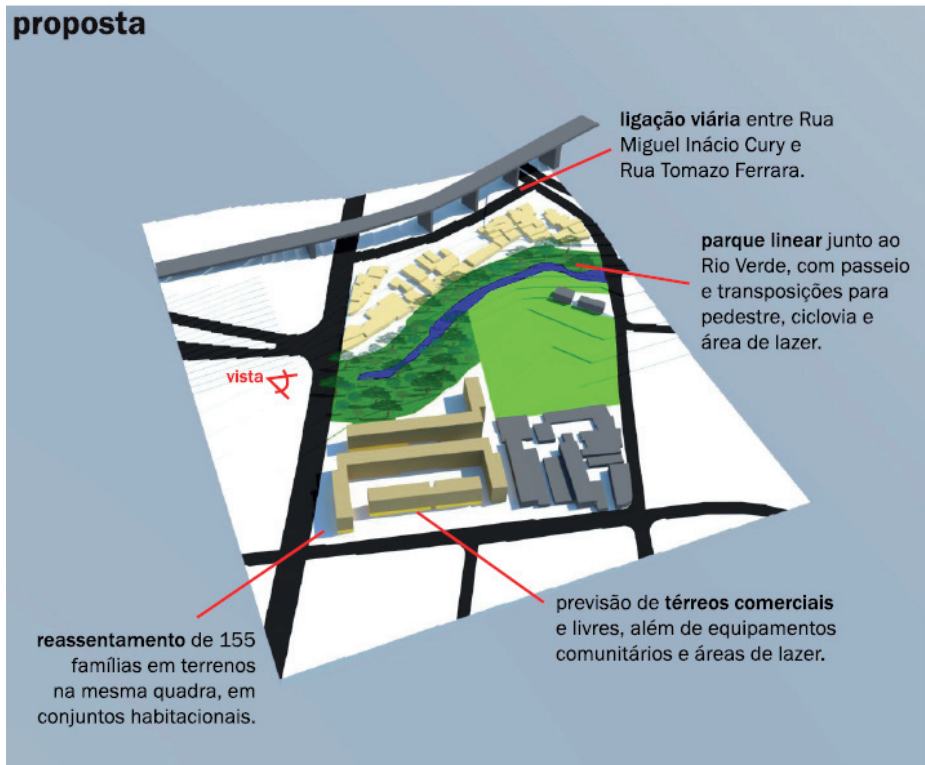 proposta
ligação viária entre Rua
Miguel Inácio Cury e
Rua Tomazo Ferrara.
parque linear junto ao
Rio Verde, com passeio
e transposições para
pedestre, ciclovia e
área de lazer.
vista
previsão de térreos comerciais
e livres, além de equipamentos
comunitários e áreas de lazer.
reassentamento de 155
famílias em terrenos
na mesma quadra, em
conjuntos habitacionais.